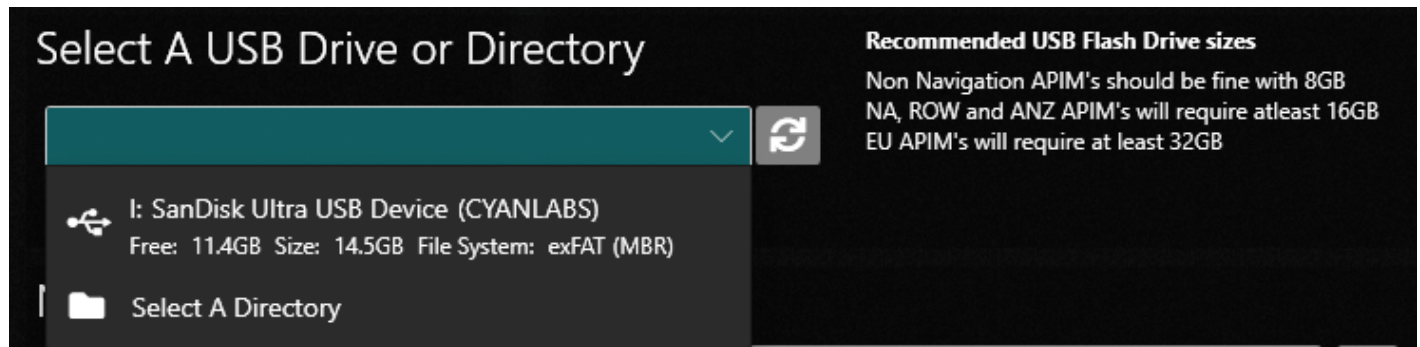 Select A USB Drive or Directory
Recommended USB Flash Drive sizes
Non Navigation APIM's should be fine with 8GB
NA, ROW and ANZ APIM's will require atleast 16GB
EU APIM's will require at least 32GB
I: SanDisk Ultra USB Device (CYANLABS)
Free: 11.4GB Size: 14.5GB File System: exFAT (MBR)
Select A Directory